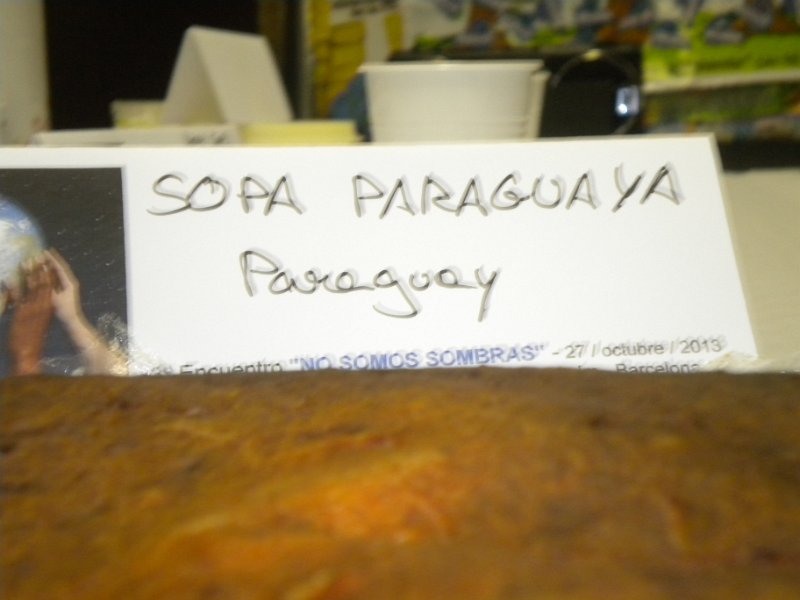 SOPA PARAGUAYA
Paraguay
Encuentro "NO SOMOS SOMBRAS" - 27 / octubre / 2013
Barcelona